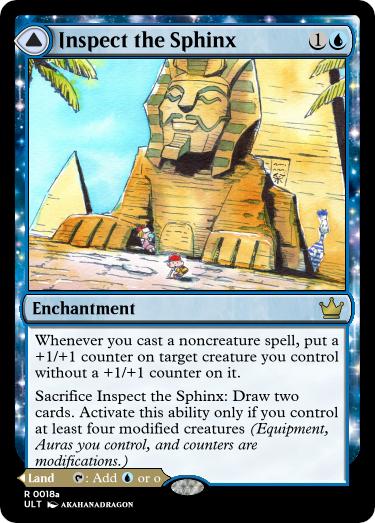 Inspect the Sphinx
1
Enchantment
Whenever you cast a noncreature spell, put a
+1/+1 counter on target creature you control
without a +1/+1 counter on it.
Sacrifice Inspect the Sphinx: Draw two
cards. Activate this ability only if you control
at least four modified creatures (Equipment,
Auras you control, and counters are
modifications.)
Land
: Add or o
R 0018a
ULT AKAHANADRAGON